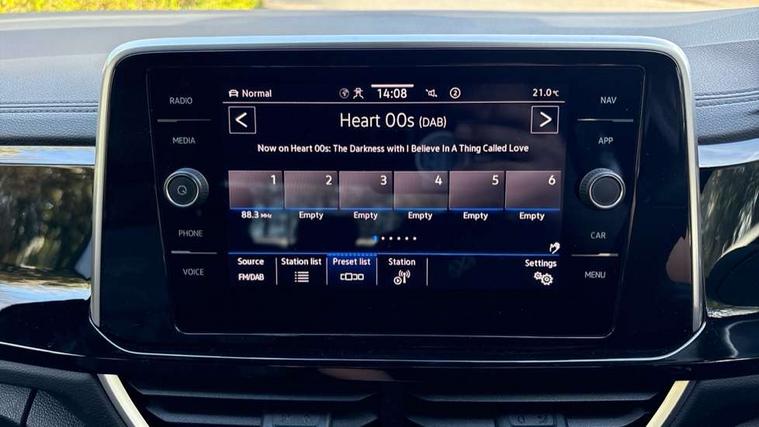 RADIO
MEDIA
PHONE
VOICE
Normal 14:08 2 21.0°C
< Heart 00s (DAB) >
Now on Heart 00s: The Darkness with I Believe In A Thing Called Love
1 2 3 4 5 6
88.3 MHz Empty Empty Empty Empty Empty
Source Station list Preset list Station Settings
FM/DAB
NAV
APP
CAR
MENU